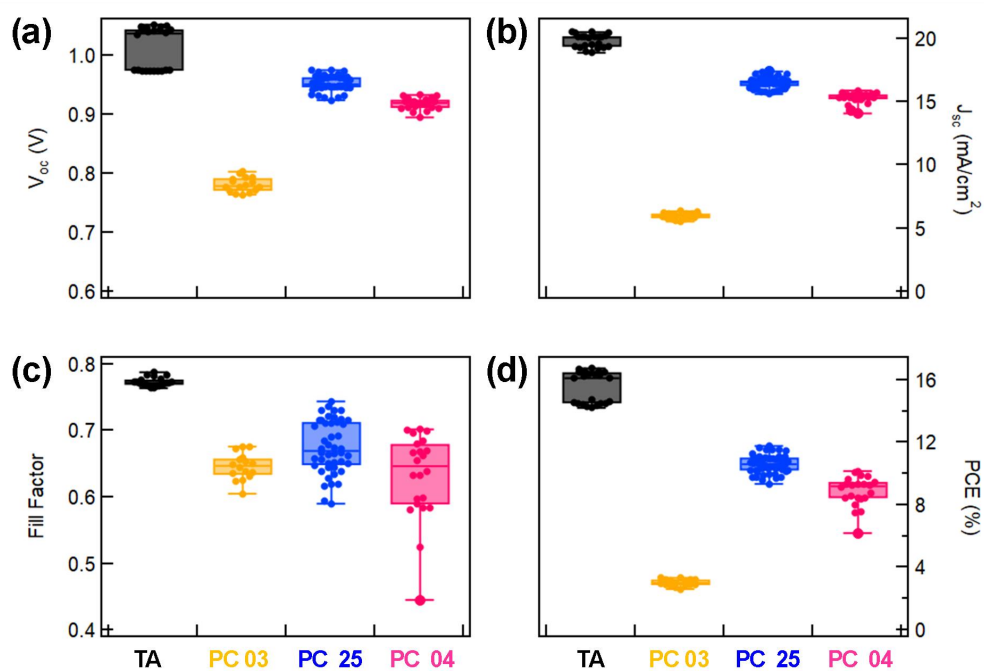 (a)
1.0
0.9
0.8
0.7
0.6
Voc (V)
(b)
20
15
10
5
0
Jsc (mA/cm2)
(c)
0.8
0.7
0.6
0.5
0.4
Fill Factor
TA PC 03 PC 25 PC 04
(d)
16
12
8
4
0
PCE (%)
TA PC 03 PC 25 PC 04